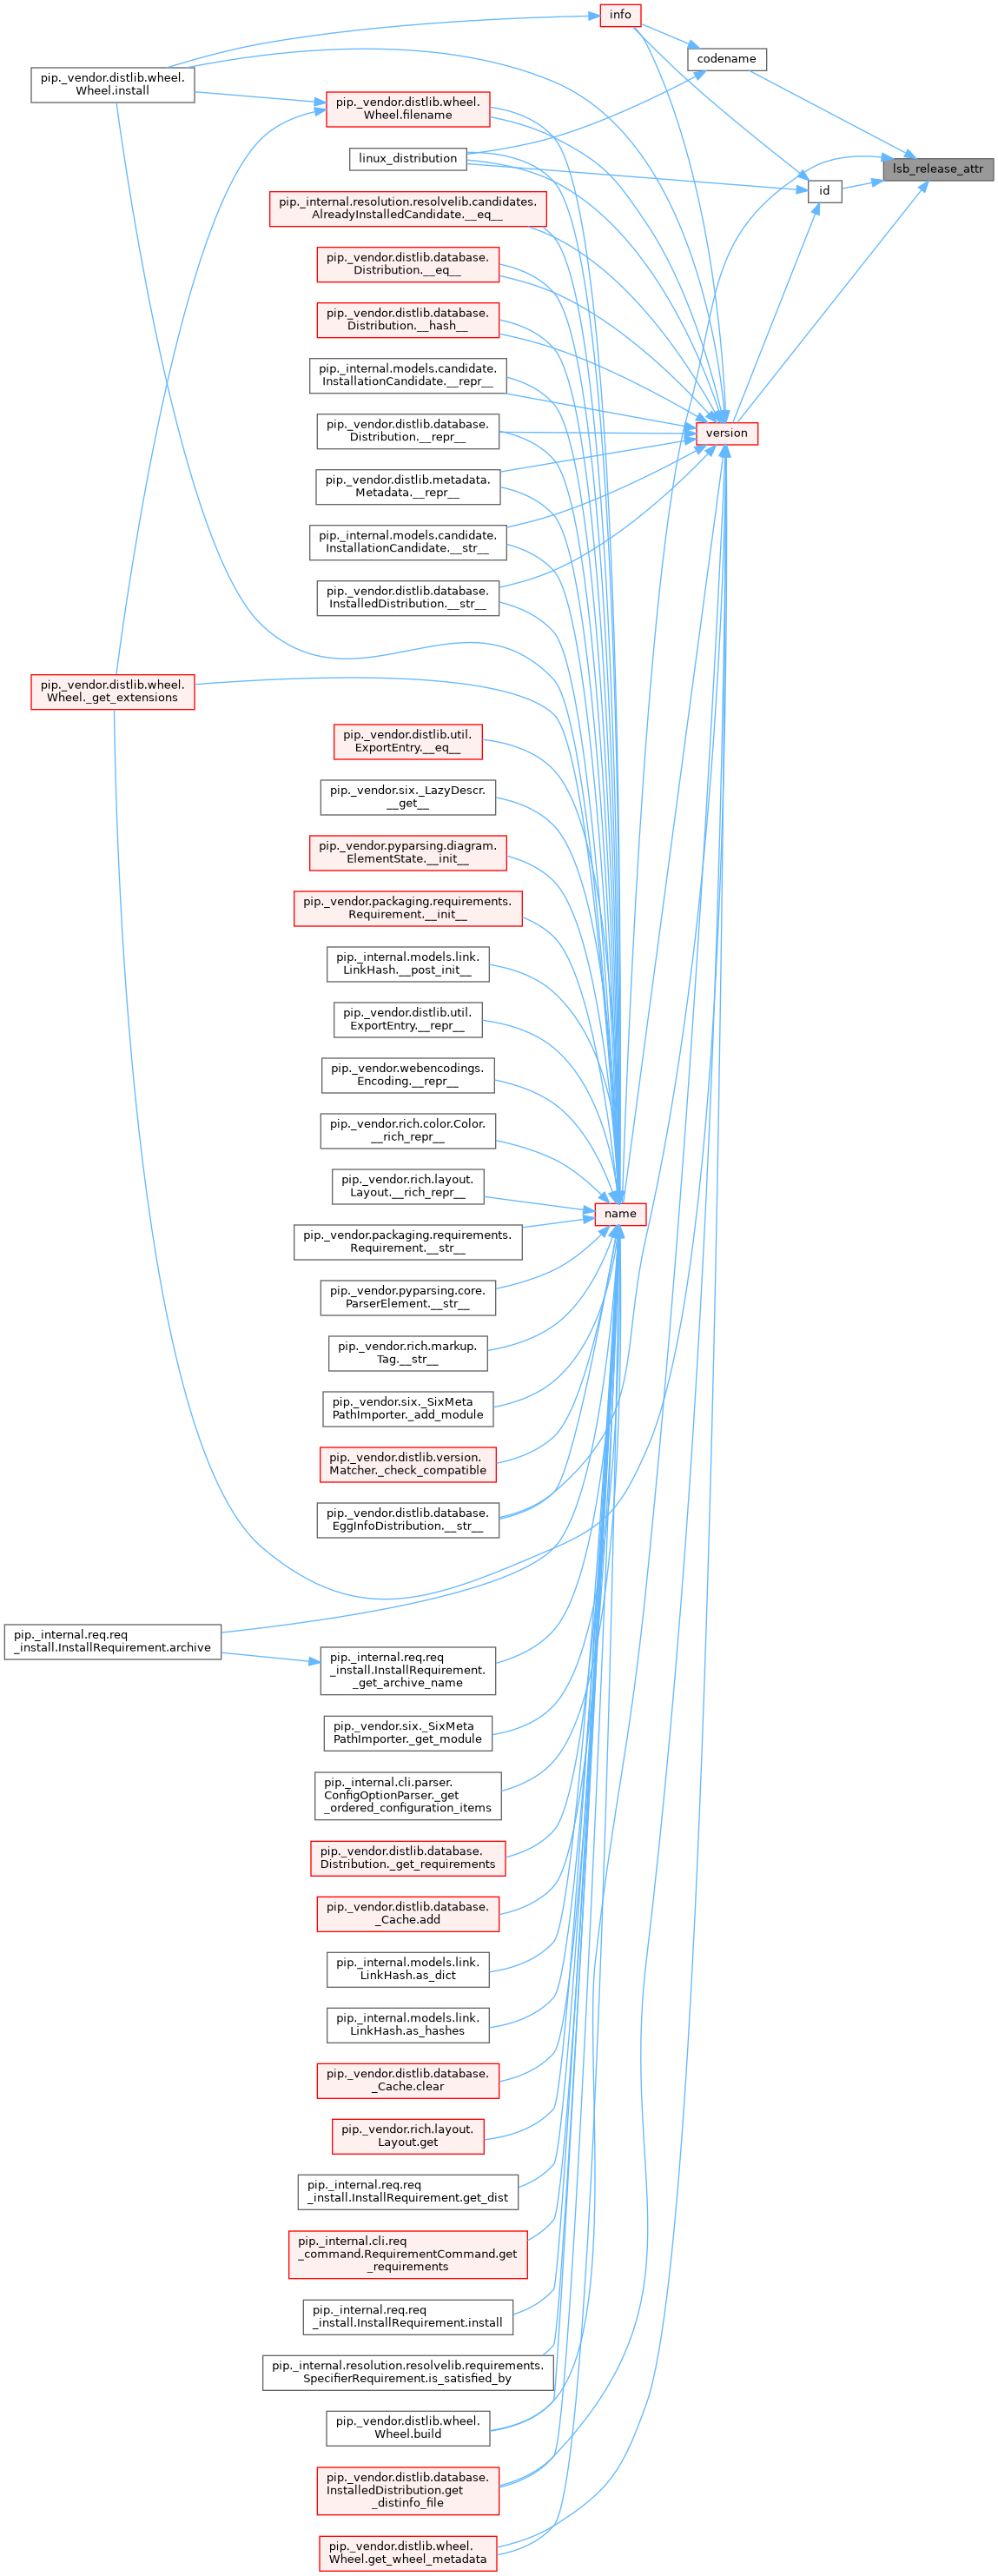 info
codename
pip._vendor.distlib.wheel.
Wheel.install
pip._vendor.distlib.wheel.
Wheel.filename
linux_distribution
lsb_release_attr
id
pip._internal.resolution.resolvelib.candidates.
AlreadyInstalledCandidate.__eq__
pip._vendor.distlib.database.
Distribution.__eq__
pip._vendor.distlib.database.
Distribution.__hash__
pip._internal.models.candidate.
InstallationCandidate.__repr__
pip._vendor.distlib.database.
Distribution.__repr__
version
pip._vendor.distlib.metadata.
Metadata.__repr__
pip._internal.models.candidate.
InstallationCandidate.__str__
pip._vendor.distlib.database.
InstalledDistribution.__str__
pip._vendor.distlib.wheel.
Wheel._get_extensions
pip._vendor.distlib.util.
ExportEntry.__eq__
pip._vendor.six._LazyDescr.
__get__
pip._vendor.pyparsing.diagram.
ElementState.__init__
pip._vendor.packaging.requirements.
Requirement.__init__
pip._internal.models.link.
LinkHash.__post_init__
pip._vendor.distlib.util.
ExportEntry.__repr__
pip._vendor.webencodings.
Encoding.__repr__
pip._vendor.rich.color.Color.
__rich_repr__
pip._vendor.rich.layout.
Layout.__rich_repr__
name
pip._vendor.packaging.requirements.
Requirement.__str__
pip._vendor.pyparsing.core.
ParserElement.__str__
pip._vendor.rich.markup.
Tag.__str__
pip._vendor.six._SixMeta
PathImporter._add_module
pip._vendor.distlib.version.
Matcher._check_compatible
pip._vendor.distlib.database.
EggInfoDistribution.__str__
pip._internal.req.req
_install.InstallRequirement.archive
pip._internal.req.req
_install.InstallRequirement.
_get_archive_name
pip._vendor.six._SixMeta
PathImporter._get_module
pip._internal.cli.parser.
ConfigOptionParser._get
_ordered_configuration_items
pip._vendor.distlib.database.
Distribution._get_requirements
pip._vendor.distlib.database.
_Cache.add
pip._internal.models.link.
LinkHash.as_dict
pip._internal.models.link.
LinkHash.as_hashes
pip._vendor.distlib.database.
_Cache.clear
pip._vendor.rich.layout.
Layout.get
pip._internal.req.req
_install.InstallRequirement.get_dist
pip._internal.cli.req
_command.RequirementCommand.get
_requirements
pip._internal.req.req
_install.InstallRequirement.install
pip._internal.resolution.resolvelib.requirements.
SpecifierRequirement.is_satisfied_by
pip._vendor.distlib.wheel.
Wheel.build
pip._vendor.distlib.database.
InstalledDistribution.get
_distinfo_file
pip._vendor.distlib.wheel.
Wheel.get_wheel_metadata